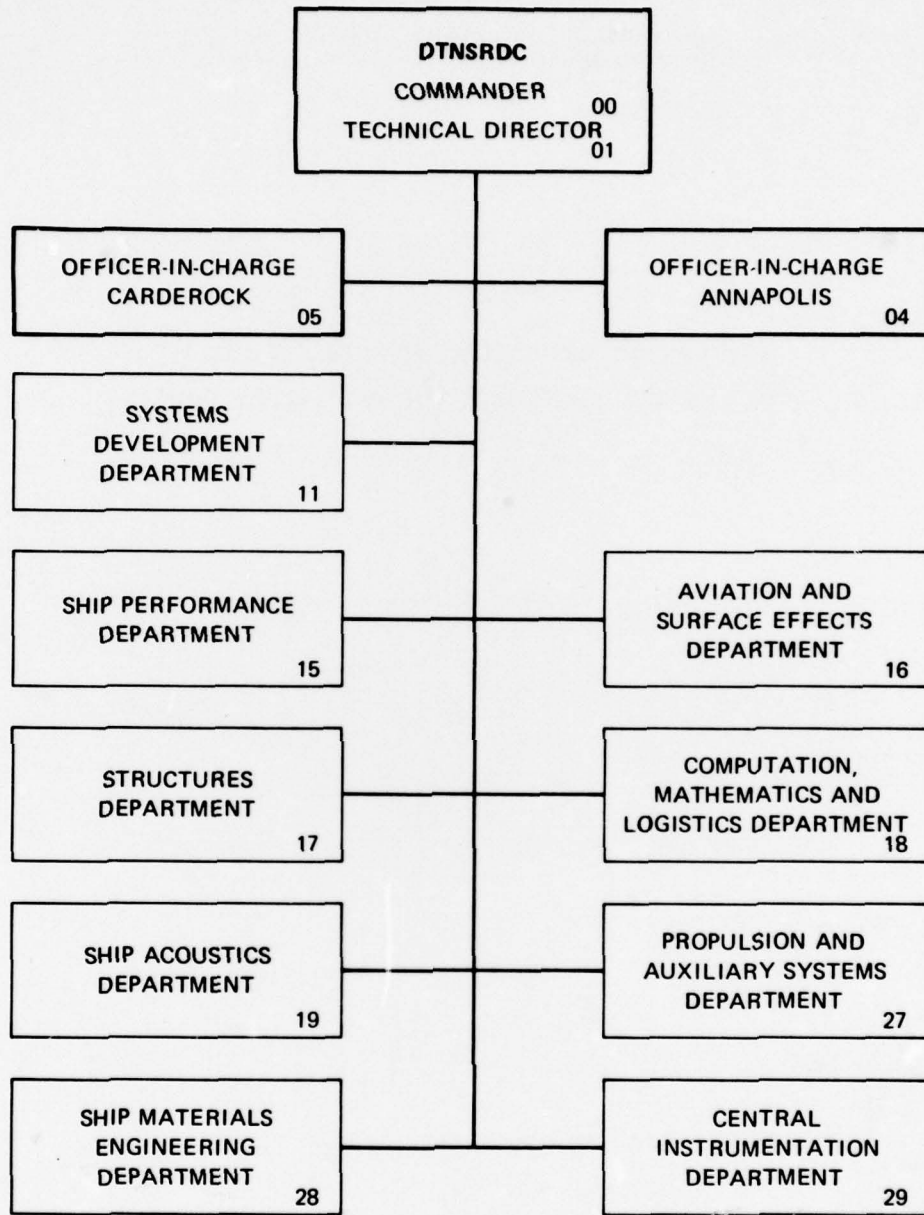 DTNSRDC
COMMANDER
00
TECHNICAL DIRECTOR
01
OFFICER-IN-CHARGE
CARDEROCK
05
OFFICER-IN-CHARGE
ANNAPOLIS
04
SYSTEMS
DEVELOPMENT
DEPARTMENT
11
SHIP PERFORMANCE
DEPARTMENT
15
AVIATION AND
SURFACE EFFECTS
DEPARTMENT
16
STRUCTURES
DEPARTMENT
17
COMPUTATION,
MATHEMATICS AND
LOGISTICS DEPARTMENT
18
SHIP ACOUSTICS
DEPARTMENT
19
PROPULSION AND
AUXILIARY SYSTEMS
DEPARTMENT
27
SHIP MATERIALS
ENGINEERING
DEPARTMENT
28
CENTRAL
INSTRUMENTATION
DEPARTMENT
29